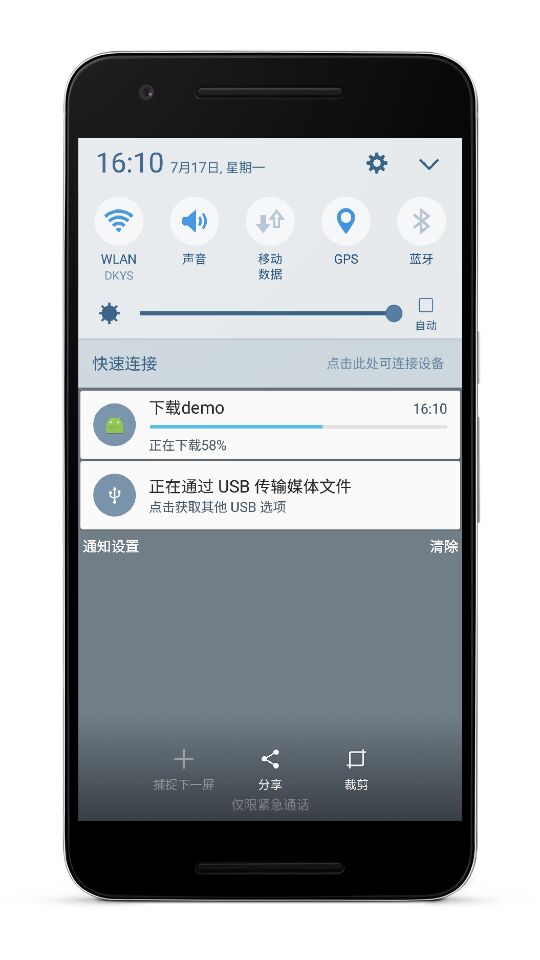 16:10 7月17日, 星期一
WLAN
DKYS
声音
移动
数据
GPS
蓝牙
自动
快速连接 点击此处可连接设备
下载demo 16:10
正在下载58%
正在通过 USB 传输媒体文件
点击获取其他 USB 选项
通知设置 清除
捕捉下一屏 分享 裁剪
仅限紧急通话